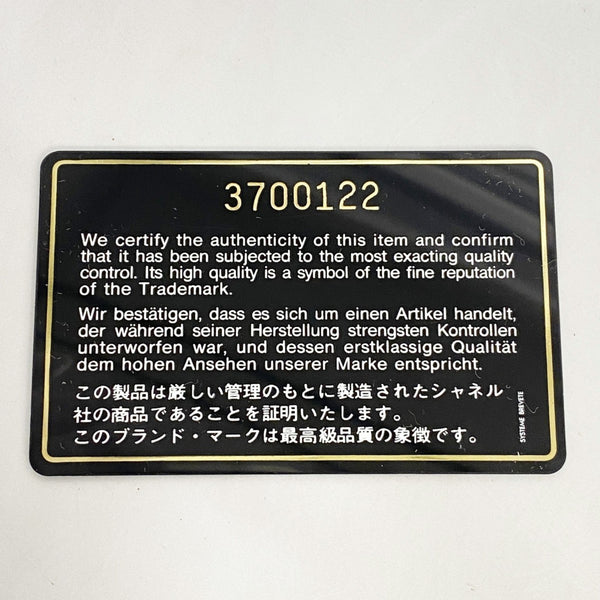 3700122
We certify the authenticity of this item and confirm
that it has been subjected to the most exacting quality
control. Its high quality is a symbol of the fine reputation
of the Trademark.
Wir bestätigen, dass es sich um einen Artikel handelt,
der während seiner Herstellung strengsten Kontrollen
unterworfen war, und dessen erstklassige Qualität
dem hohen Ansehen unserer Marke entspricht.
この製品は厳しい管理のもとに製造されたシャネル
社の商品であることを証明いたします。
このブランド・マークは最高級品質の象徴です。
SYSTEME BREVETE